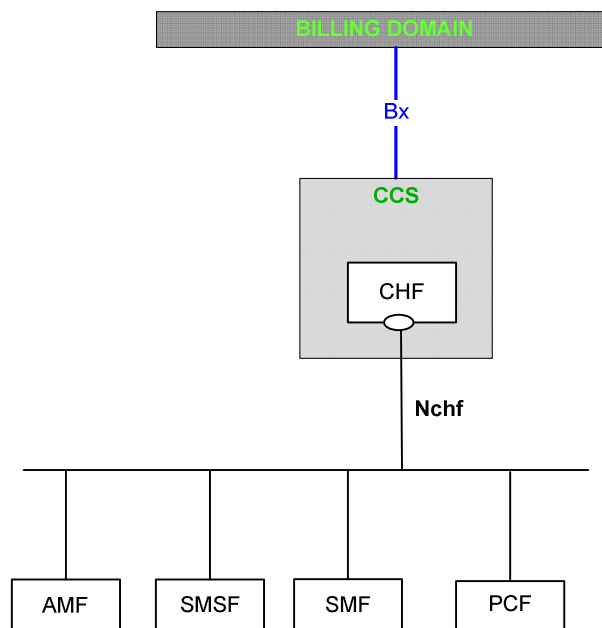 BILLING DOMAIN
Bx
CCS
CHF
Nchf
AMF
SMSF
SMF
PCF